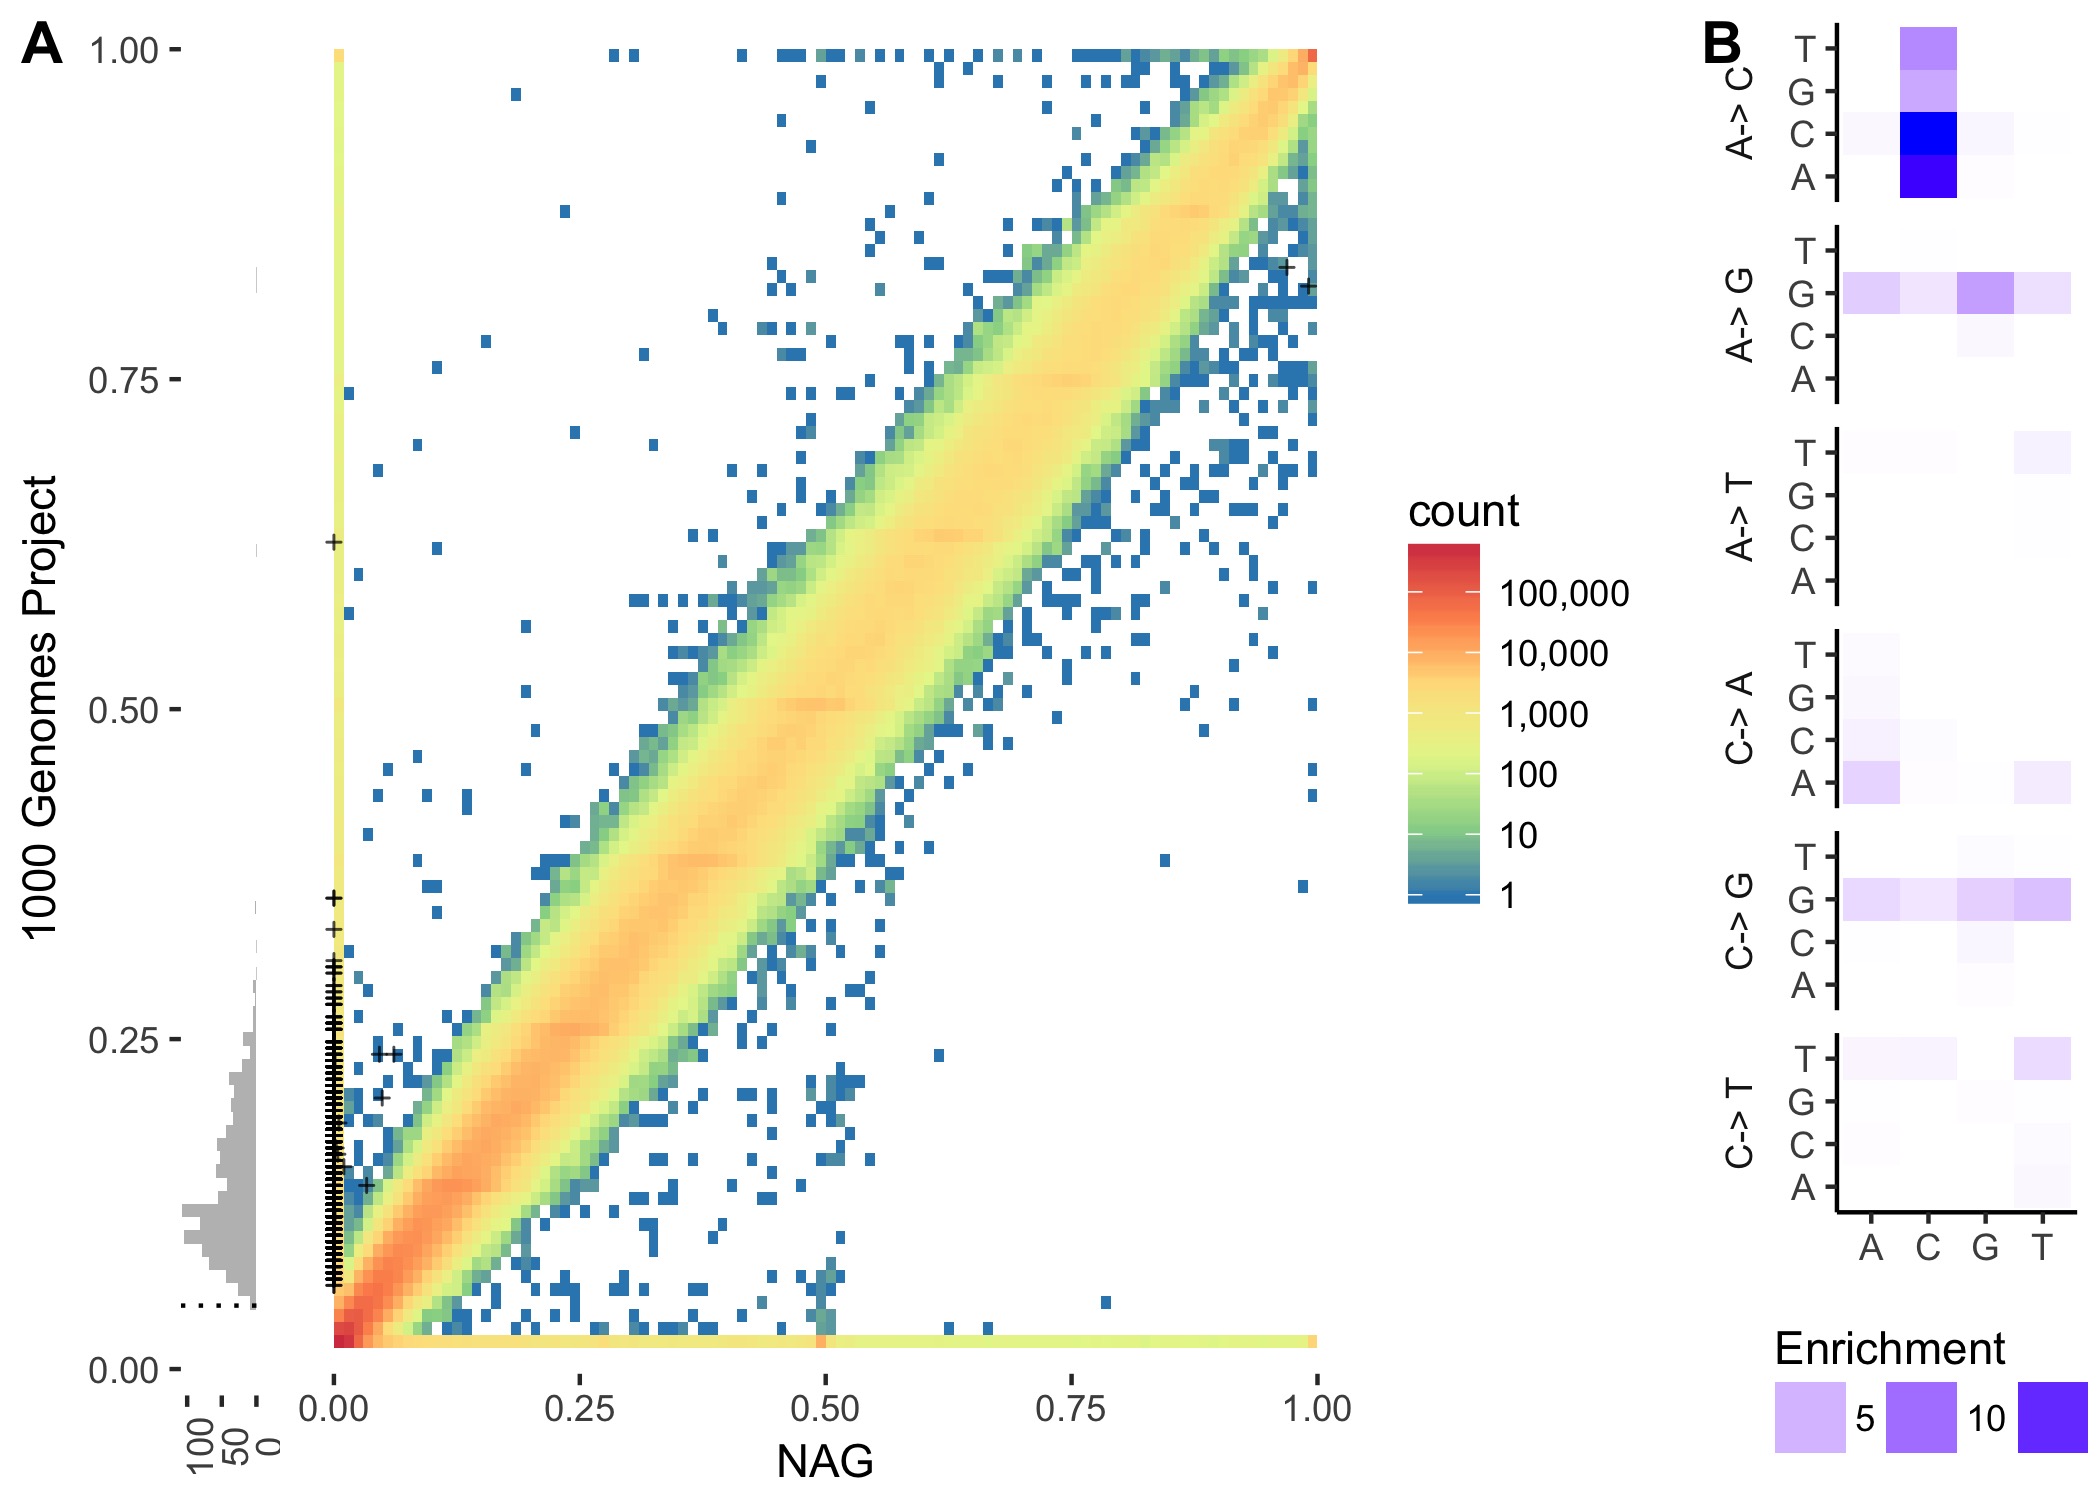 A
1.00
0.75
0.50
0.25
0.00
1000 Genomes Project
100
50
0
0.00 0.25 0.50 0.75 1.00
NAG
count
100,000
10,000
1,000
100
10
1
B
A-> C
T
G
C
A
A-> G
T
G
C
A
A-> T
T
G
C
A
C-> A
T
G
C
A
C-> G
T
G
C
A
C-> T
T
G
C
A
A C G T
Enrichment
5 10